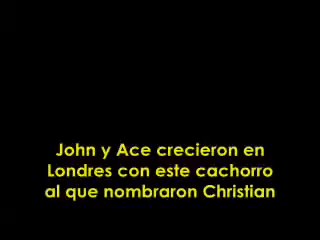 John y Ace crecieron en
Londres con este cachorro
al que nombraron Christian